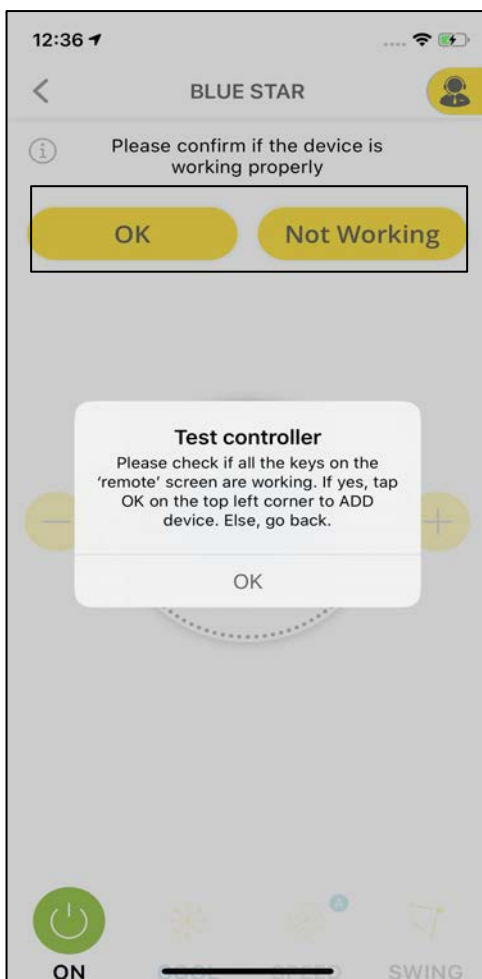 12:36
BLUE STAR
Please confirm if the device is
working properly
OK
Not Working
Test controller
Please check if all the keys on the
‘remote’ screen are working. If yes, tap
OK on the top left corner to ADD
device. Else, go back.
OK
A
ON
COOL
SPEED
SWING